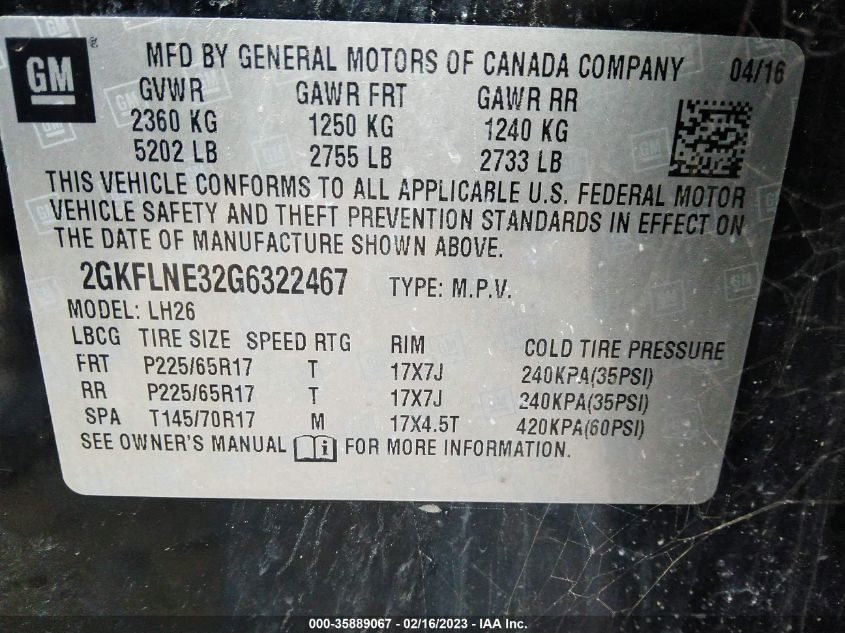 GM ® MFD BY GENERAL MOTORS OF CANADA COMPANY 04/16
GVWR GAWR FRT GAWR RR
2360 KG 1250 KG 1240 KG
5202 LB 2755 LB 2733 LB
THIS VEHICLE CONFORMS TO ALL APPLICABLE U.S. FEDERAL MOTOR
VEHICLE SAFETY AND THEFT PREVENTION STANDARDS IN EFFECT ON
THE DATE OF MANUFACTURE SHOWN ABOVE.
2GKFLNE32G6322467 TYPE: M.P.V.
MODEL: LH26
LBCG TIRE SIZE SPEED RTG RIM COLD TIRE PRESSURE
FRT P225/65R17 T 17X7J 240KPA(35PSI)
RR P225/65R17 T 17X7J 240KPA(35PSI)
SPA T145/70R17 M 17X4.5T 420KPA(60PSI)
SEE OWNER'S MANUAL i FOR MORE INFORMATION.
000-35889067 - 02/16/2023 - IAA Inc.